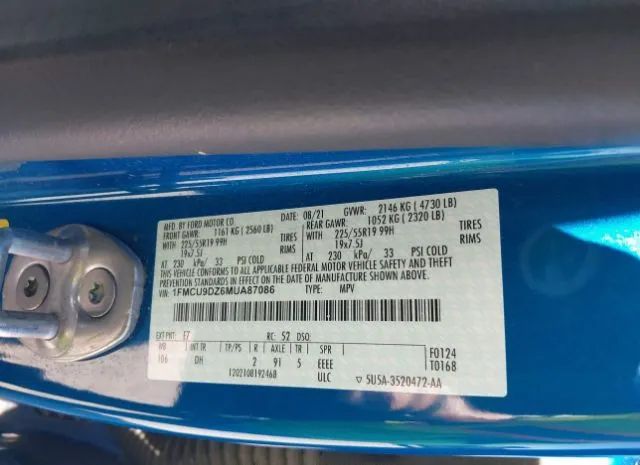 MFD. BY FORD MOTOR CO. DATE: 08/21 GVWR: 2146 KG ( 4730 LB)
FRONT GAWR: 1161 KG ( 2560 LB) REAR GAWR: 1052 KG ( 2320 LB)
WITH TIRES WITH TIRES
225/55R19 99H RIMS 225/55R19 99H RIMS
19x7.5J 19x7.5J
AT 230 kPa/ 33 PSI COLD AT 230 kPa/ 33 PSI COLD
THIS VEHICLE CONFORMS TO ALL APPLICABLE FEDERAL MOTOR VEHICLE SAFETY AND THEFT
PREVENTION STANDARDS IN EFFECT ON THE DATE OF MANUFACTURE SHOWN ABOVE.
VIN: 1FMCU9DZ6MUA87086 TYPE: MPV
EXT PNT: E7 RC: 52 DSO:
WB INT TR TP/PS R AXLE TR SPR F0124
106 DH 2 91 5 EEEE T0168
ULC 5U5A-3520472-AA